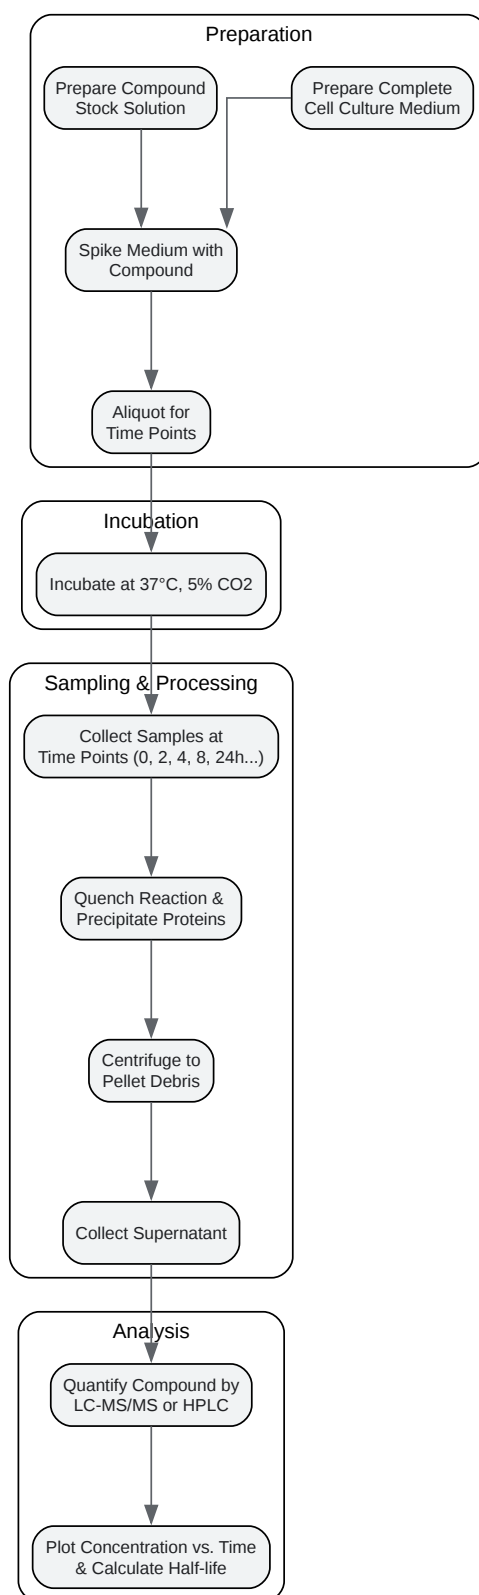 Preparation
Prepare Compound
Stock Solution
Prepare Complete
Cell Culture Medium
Spike Medium with
Compound
Aliquot for
Time Points
Incubation
Incubate at 37°C, 5% CO2
Sampling & Processing
Collect Samples at
Time Points (0, 2, 4, 8, 24h...)
Quench Reaction &
Precipitate Proteins
Centrifuge to
Pellet Debris
Collect Supernatant
Analysis
Quantify Compound by
LC-MS/MS or HPLC
Plot Concentration vs. Time
& Calculate Half-life